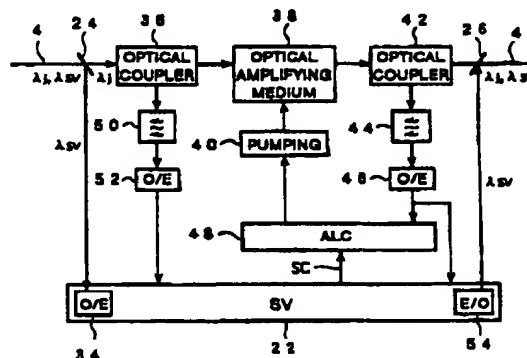 4
24
36
38
42
26
4
λj, λSV
λj
OPTICAL COUPLER
OPTICAL AMPLIFYING MEDIUM
OPTICAL COUPLER
λj, λS
50
44
λSV
40
PUMPING
λSV
52
O/E
46
O/E
48
ALC
SC
O/E
SV
E/O
34
22
54